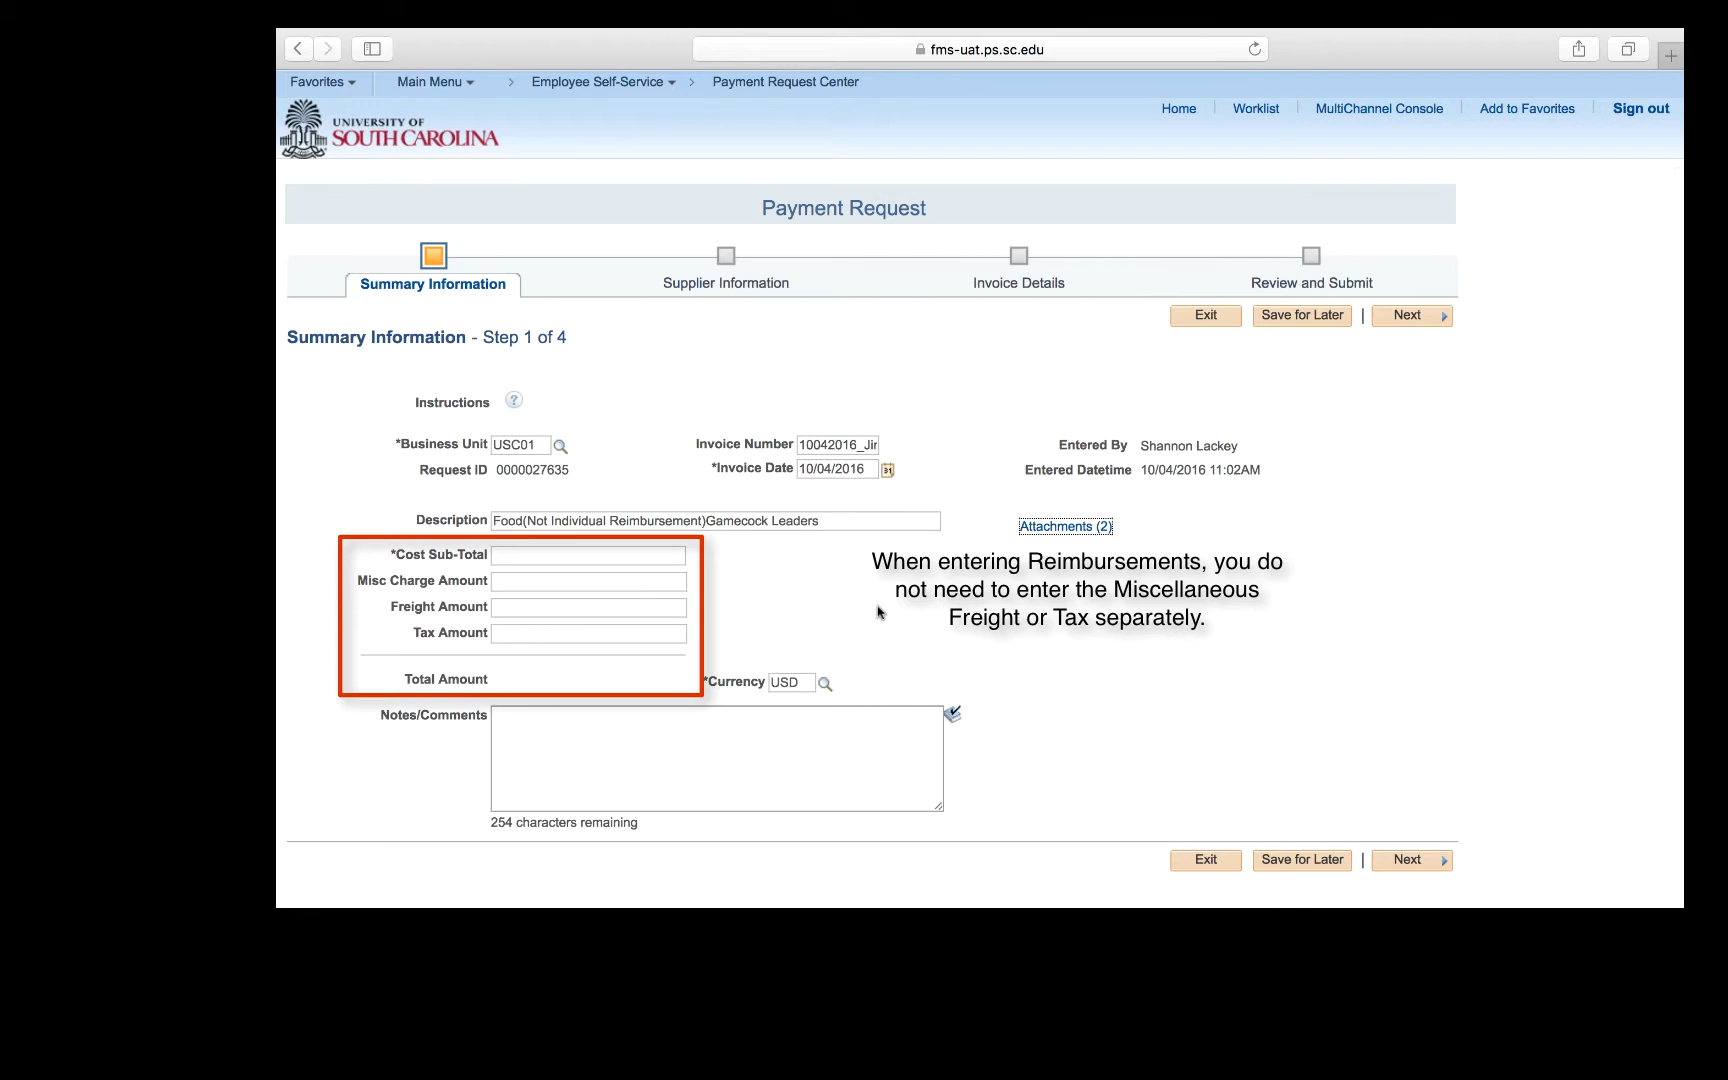 fms-uat.ps.sc.edu
Favorites Main Menu > Employee Self-Service > Payment Request Center
Home Worklist MultiChannel Console Add to Favorites Sign out
UNIVERSITY OF
SOUTH CAROLINA
Payment Request
Summary Information Supplier Information Invoice Details Review and Submit
Exit Save for Later | Next
Summary Information - Step 1 of 4
Instructions ?
*Business Unit USC01 Invoice Number 10042016_Jir Entered By Shannon Lackey
Request ID 0000027635 *Invoice Date 10/04/2016 31 Entered Datetime 10/04/2016 11:02AM
Description Food(Not Individual Reimbursement)Gamecock Leaders Attachments (2)
*Cost Sub-Total
Misc Charge Amount
Freight Amount
Tax Amount
When entering Reimbursements, you do
not need to enter the Miscellaneous
Freight or Tax separately.
Total Amount *Currency USD
Notes/Comments
254 characters remaining
Exit Save for Later | Next